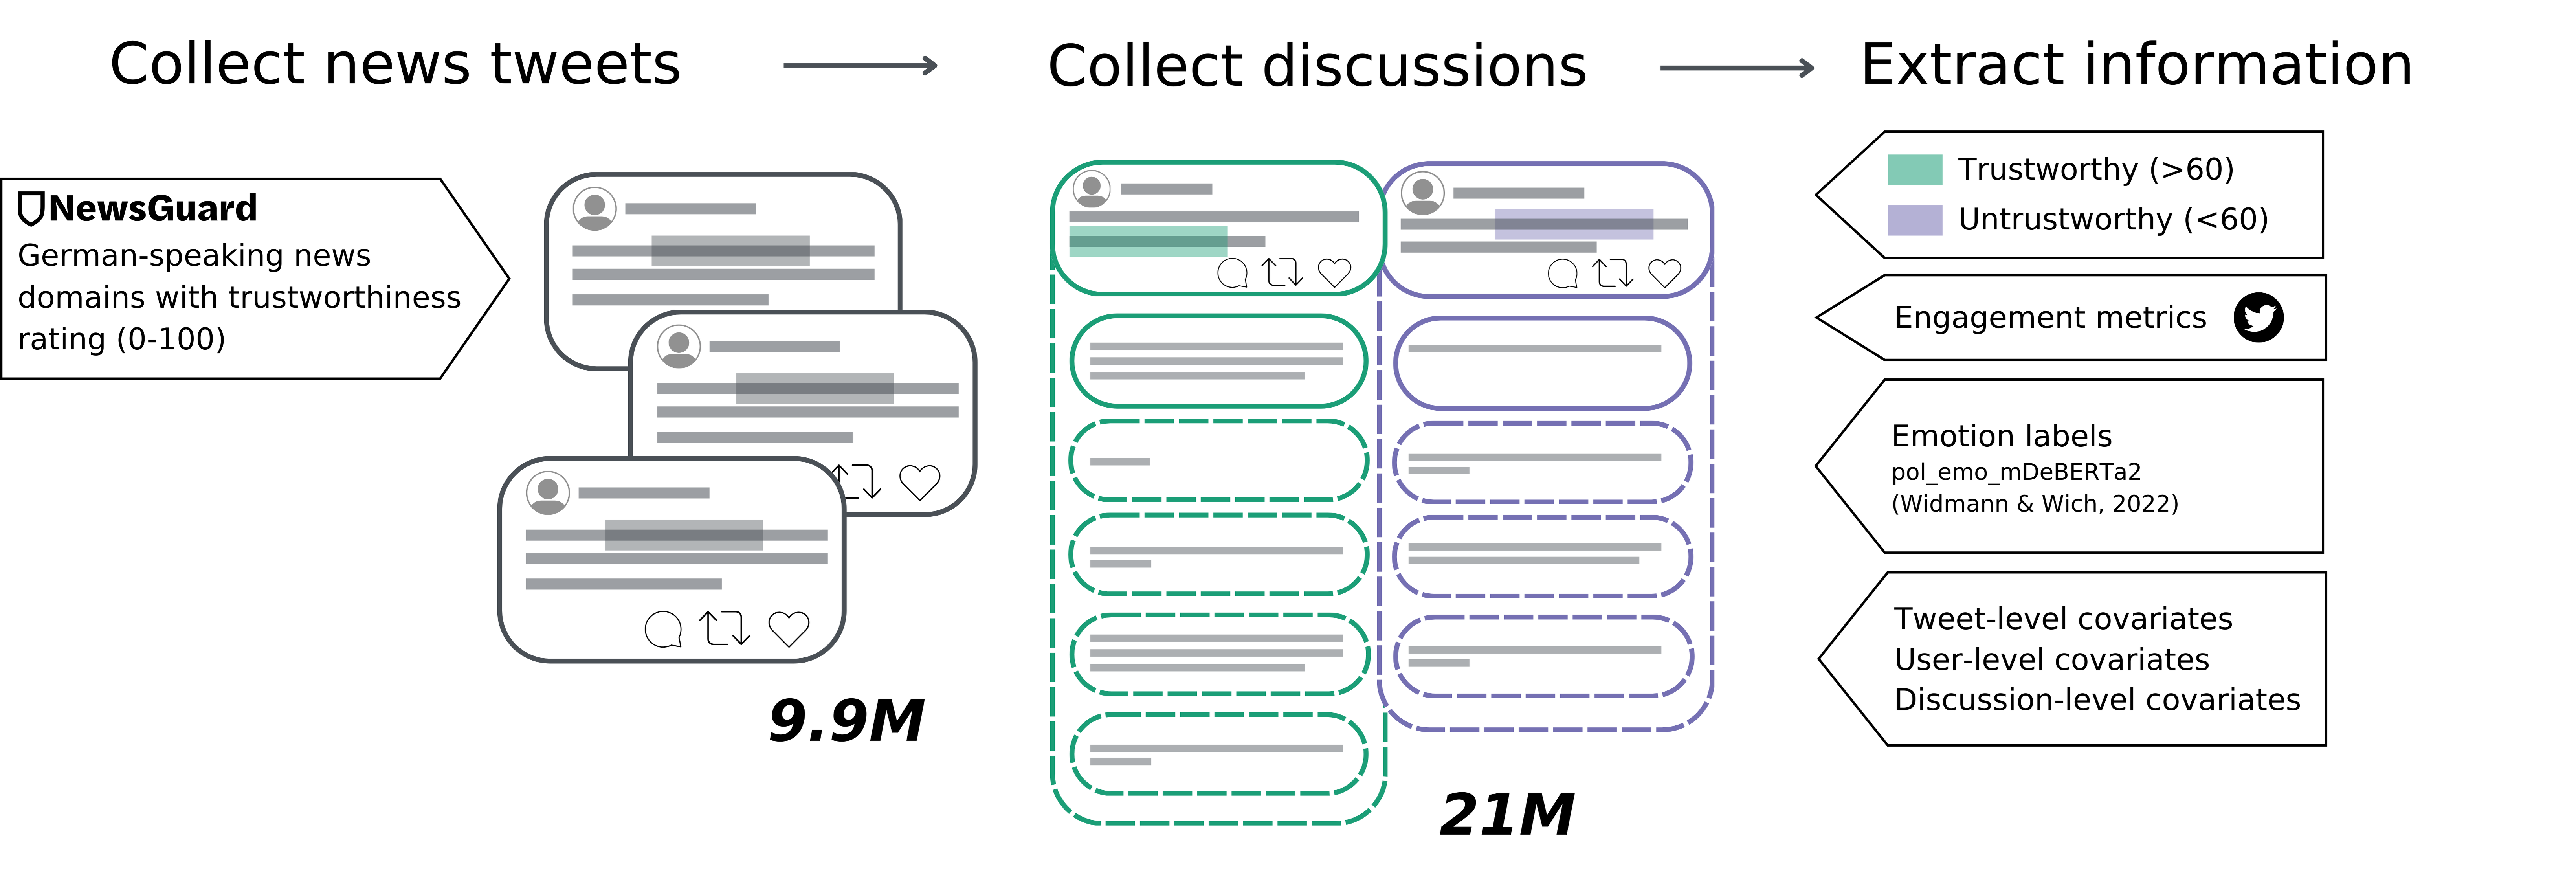 Collect news tweets
Collect discussions
Extract information
NewsGuard
German-speaking news
domains with trustworthiness
rating (0-100)
9.9M
21M
Trustworthy (>60)
Untrustworthy (<60)
Engagement metrics
Emotion labels
pol_emo_mDeBERTa2
(Widmann & Wich, 2022)
Tweet-level covariates
User-level covariates
Discussion-level covariates